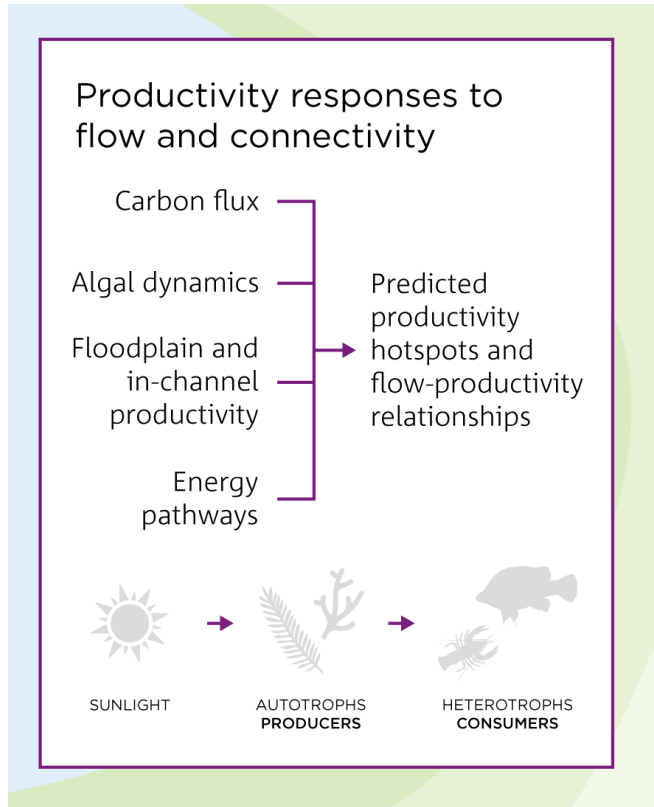 Productivity responses to
flow and connectivity
Carbon flux
Algal dynamics
Floodplain and
in-channel
productivity
Energy
pathways
Predicted
productivity
hotspots and
flow-productivity
relationships
SUNLIGHT
AUTOTROPHS
PRODUCERS
HETEROTROPHS
CONSUMERS